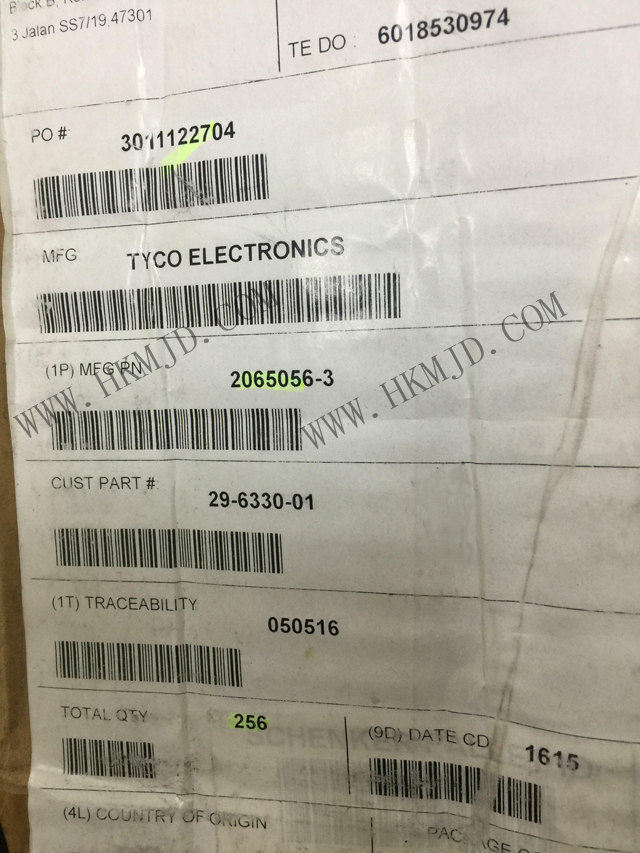 3 Jalan SS7/19.47301
TE DO : 6018530974
PO # 3011122704
MFG TYCO ELECTRONICS
(1P) MFG PN 2065056-3
WWW.HKMJD.COM
WWW.HKMJD.COM
CUST PART # 29-6330-01
(1T) TRACEABILITY 050516
TOTAL QTY 256
(9D) DATE CD 1615
SCHENKER
(4L) COUNTRY OF ORIGIN